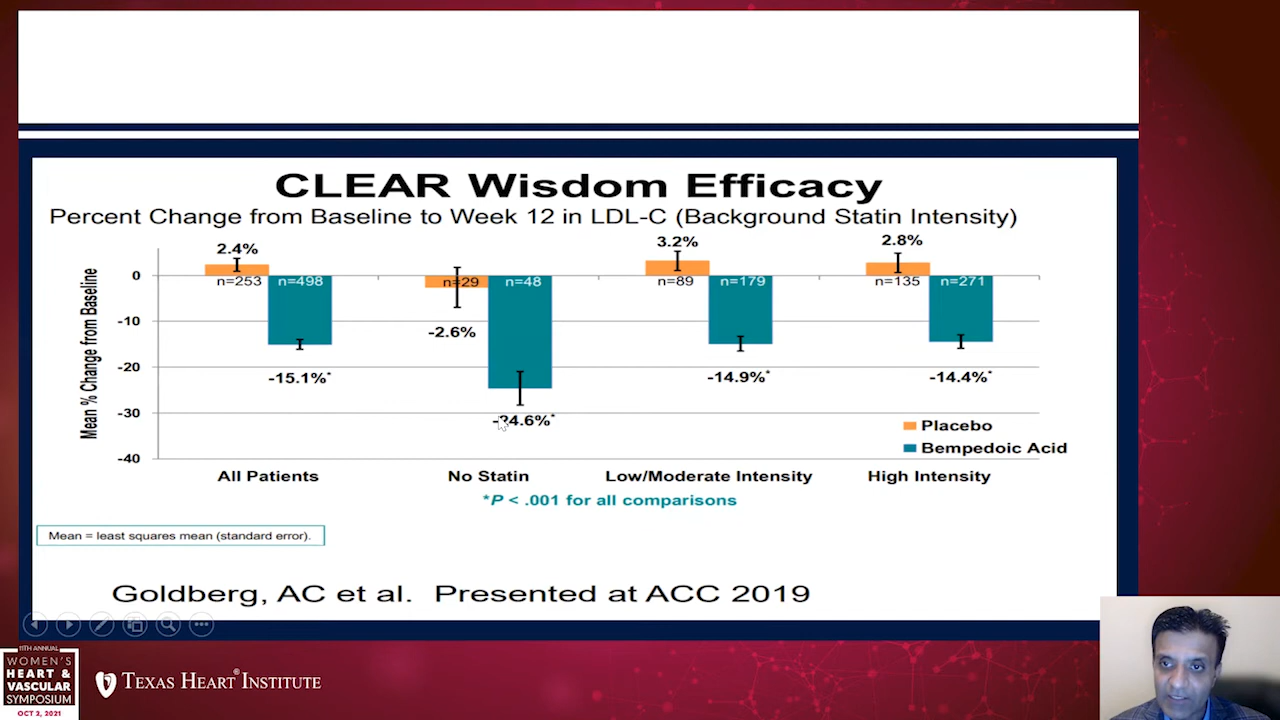 CLEAR Wisdom Efficacy
Percent Change from Baseline to Week 12 in LDL-C (Background Statin Intensity)
Mean % Change from Baseline
0
-10
-20
-30
-40
2.4%
n=253
n=498
-15.1%*
n=29
n=48
-2.6%
-24.6%*
3.2%
n=89
n=179
-14.9%*
2.8%
n=135
n=271
-14.4%*
Placebo
Bempedoic Acid
All Patients
No Statin
Low/Moderate Intensity
High Intensity
*P < .001 for all comparisons
Mean = least squares mean (standard error).
Goldberg, AC et al. Presented at ACC 2019
11TH ANNUAL
WOMEN'S
HEART &
VASCULAR
SYMPOSIUM
OCT 2, 2021
TEXAS HEART® INSTITUTE